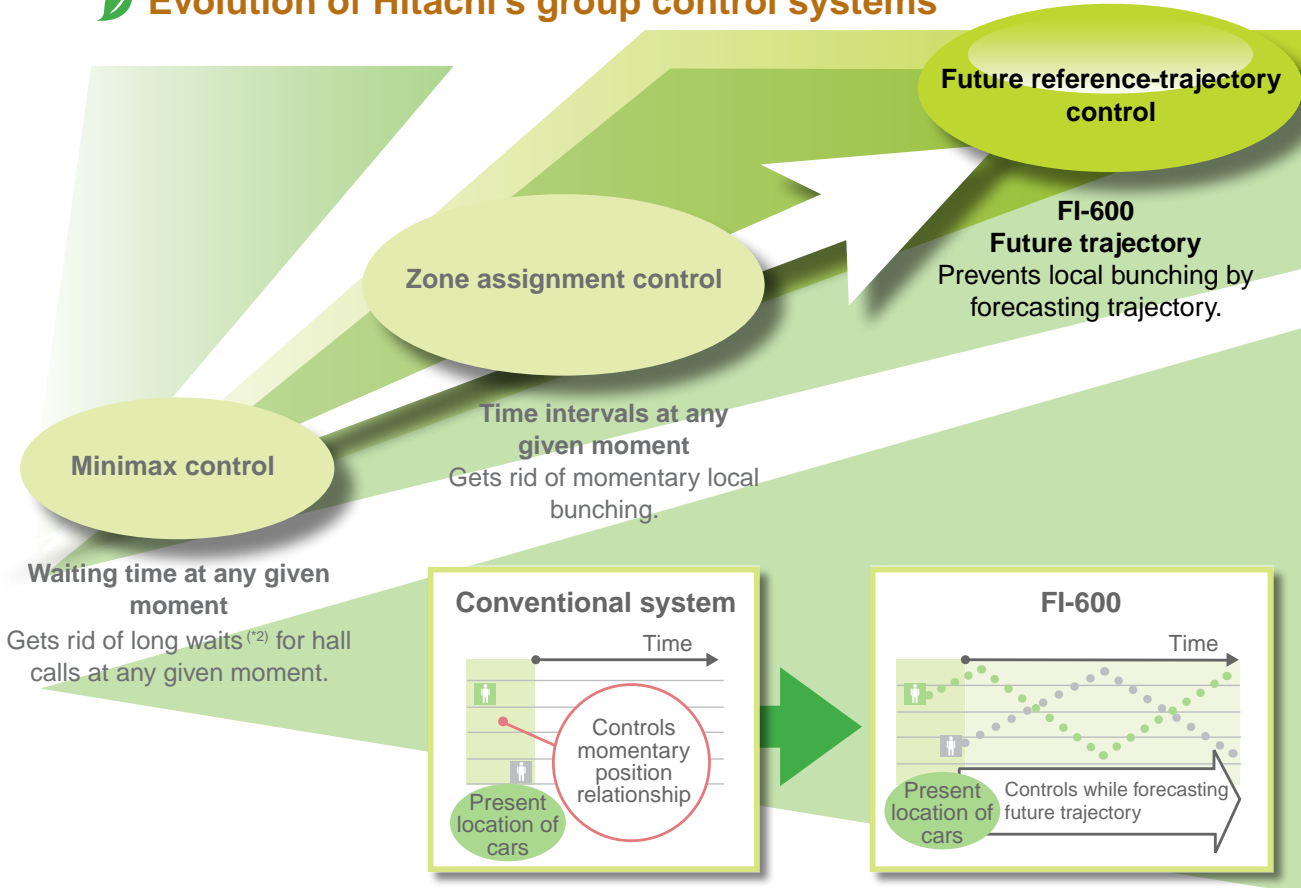 Evolution of Hitachi's group control systems
Future reference-trajectory
control
FI-600
Future trajectory
Prevents local bunching by
forecasting trajectory.
Zone assignment control
Time intervals at any
given moment
Gets rid of momentary local
bunching.
Minimax control
Waiting time at any given
moment
Gets rid of long waits (*2) for hall
calls at any given moment.
Conventional system
Time
Controls
momentary
position
relationship
Present
location of
cars
FI-600
Time
Present
location of
cars
Controls while forecasting
future trajectory